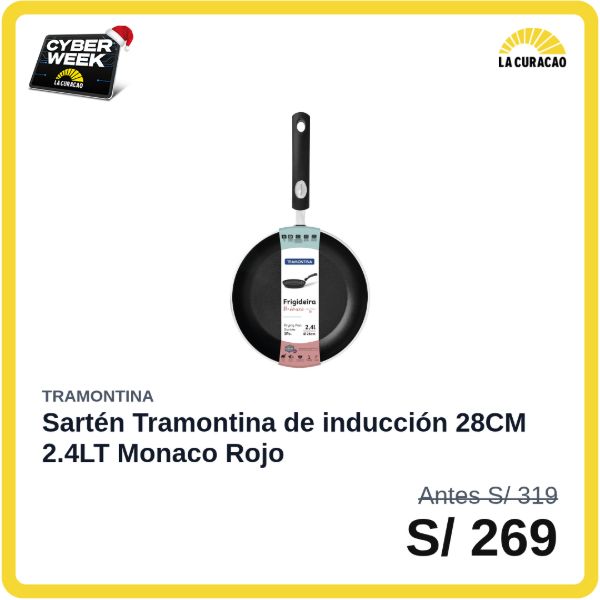 CYBER
WEEK
LA CURACAO
LA CURACAO
TRAMONTINA
Frigideira
2.4L
TRAMONTINA
Sartén Tramontina de inducción 28CM
2.4LT Monaco Rojo
Antes S/ 319
S/ 269